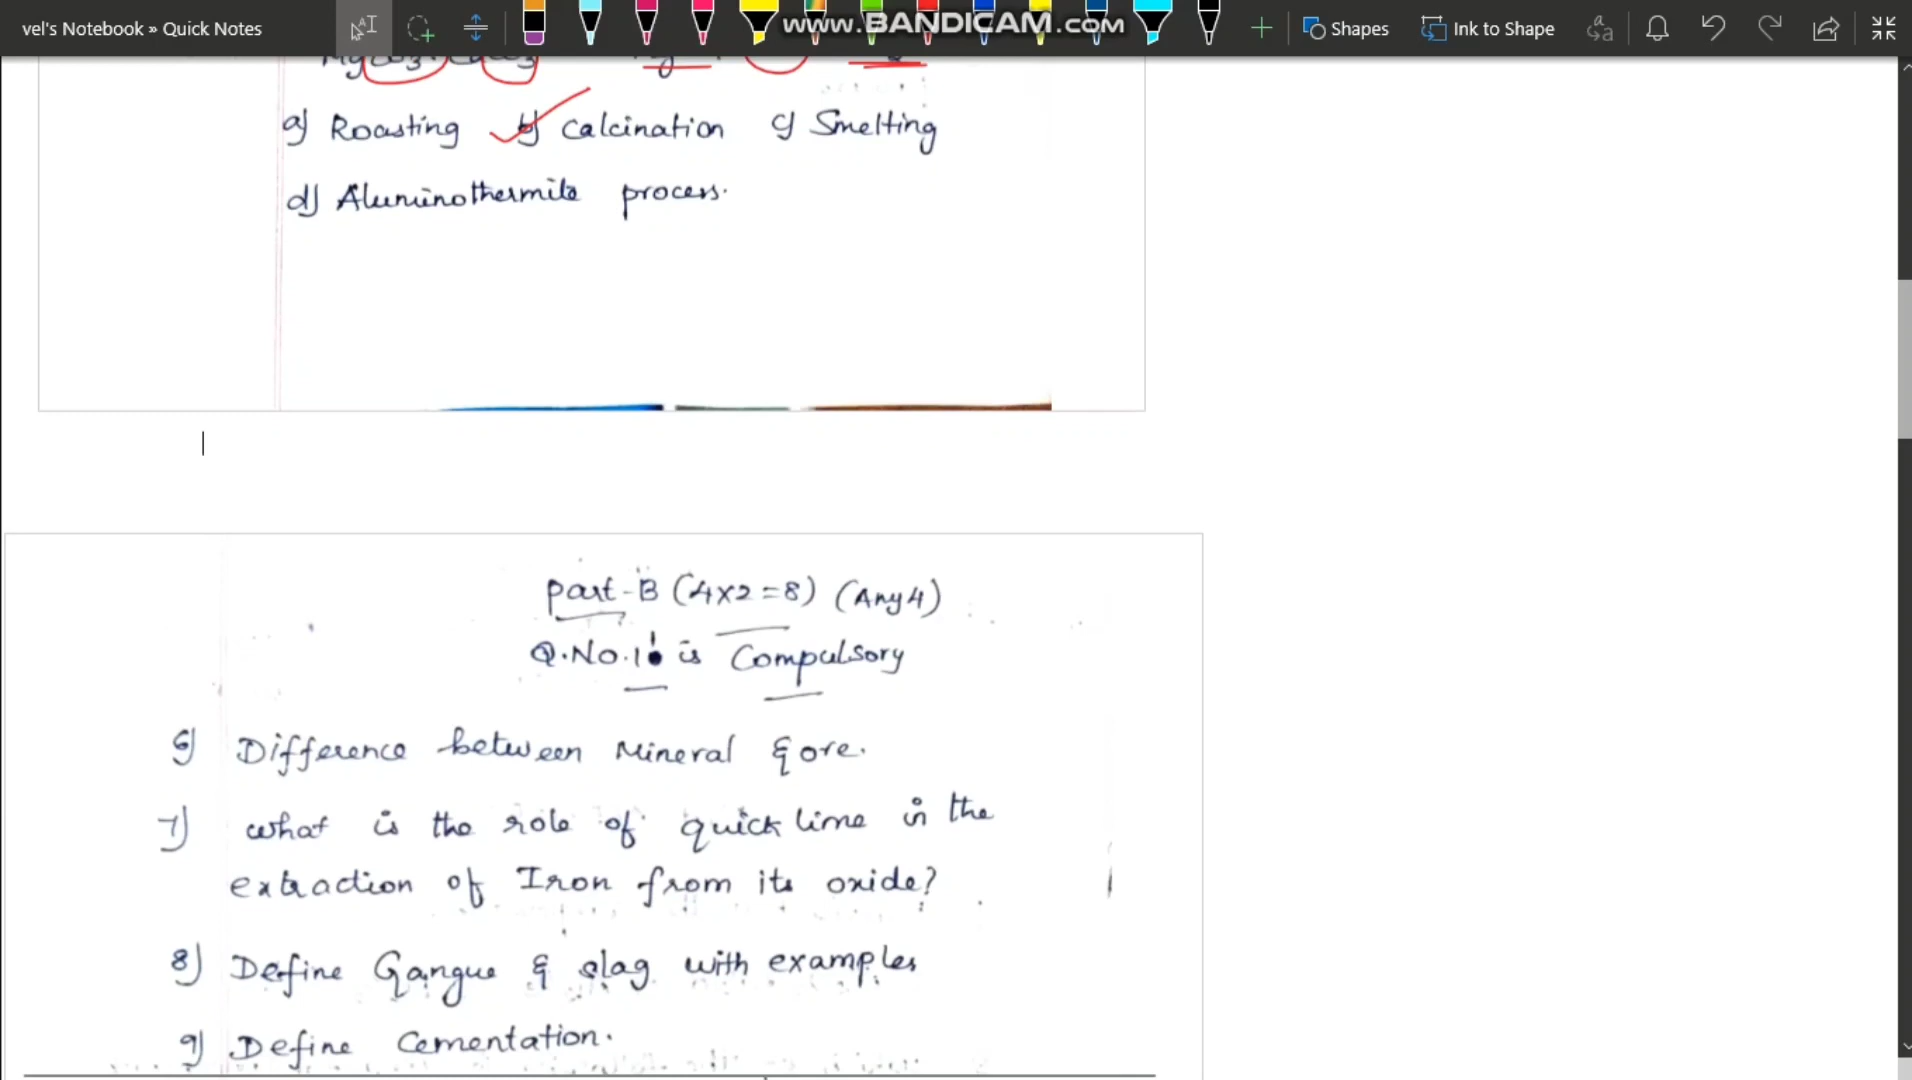 vel's Notebook » Quick Notes
www.BANDICAM.com
Shapes
Ink to Shape
a) Roasting b) Calcination c) Smelting
d) Aluminothermite process.
Part-B (4x2=8) (Any 4)
Q.No.11 is Compulsory
6) Difference between Mineral & ore.
7) What is the role of quick lime in the
extraction of Iron from its oxide?
8) Define Gangue & slag with examples
9) Define Cementation.